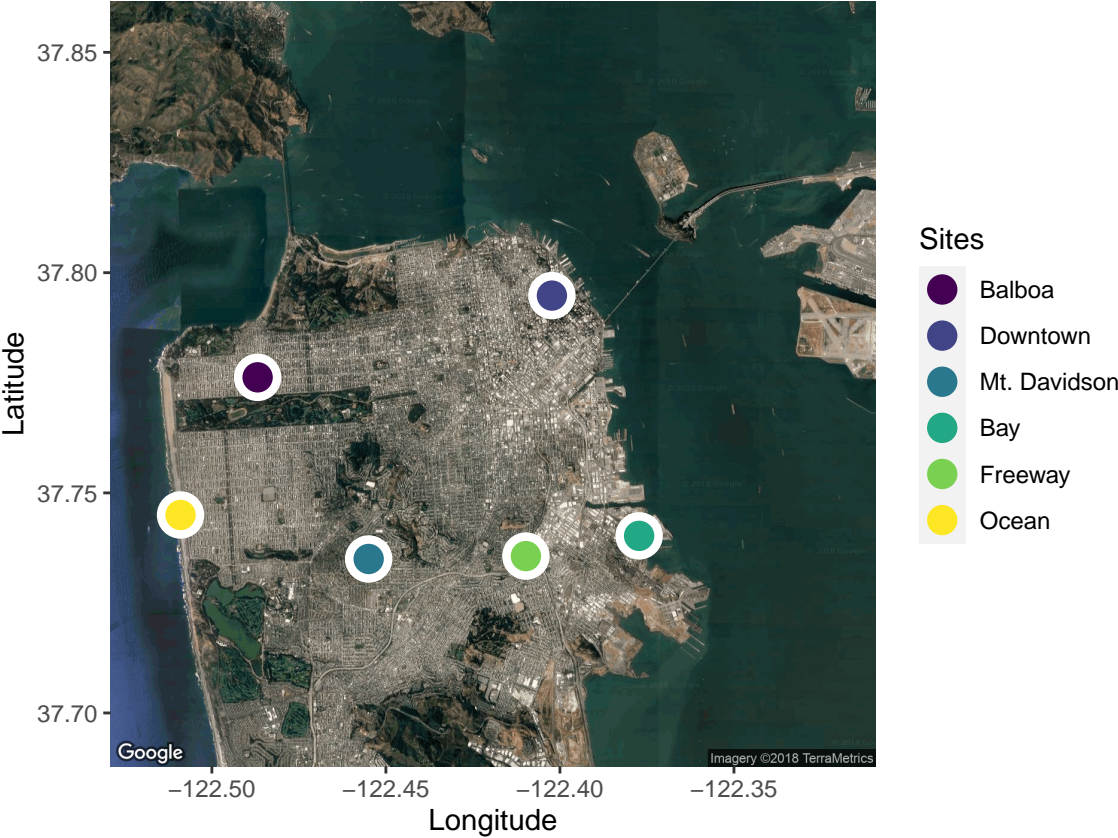 37.85
37.80
37.75
37.70
Latitude
−122.50
−122.45
−122.40
−122.35
Longitude
Google
Imagery ©2018 TerraMetrics
Sites
Balboa
Downtown
Mt. Davidson
Bay
Freeway
Ocean